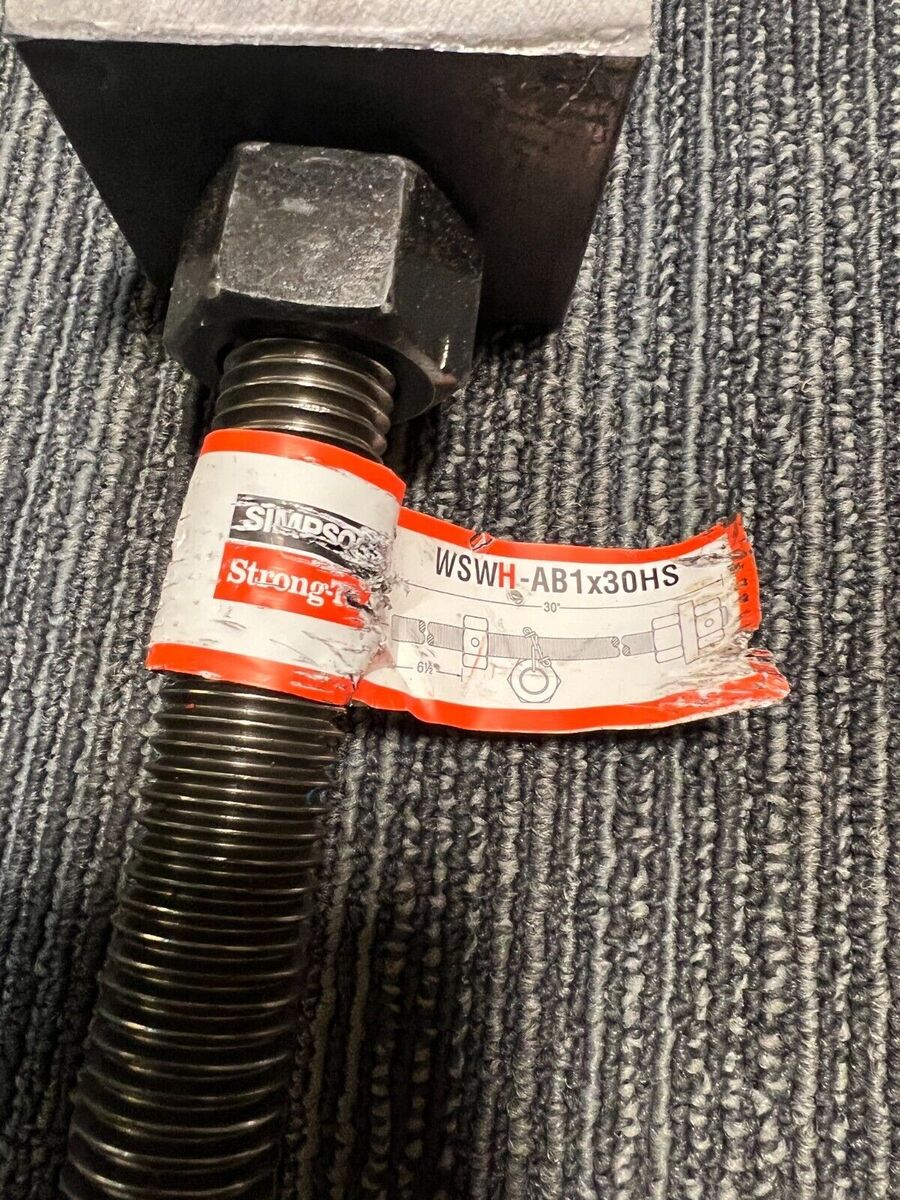 SIMPSO
Strong-T
WSWH-AB1x30HS
30"
6½"